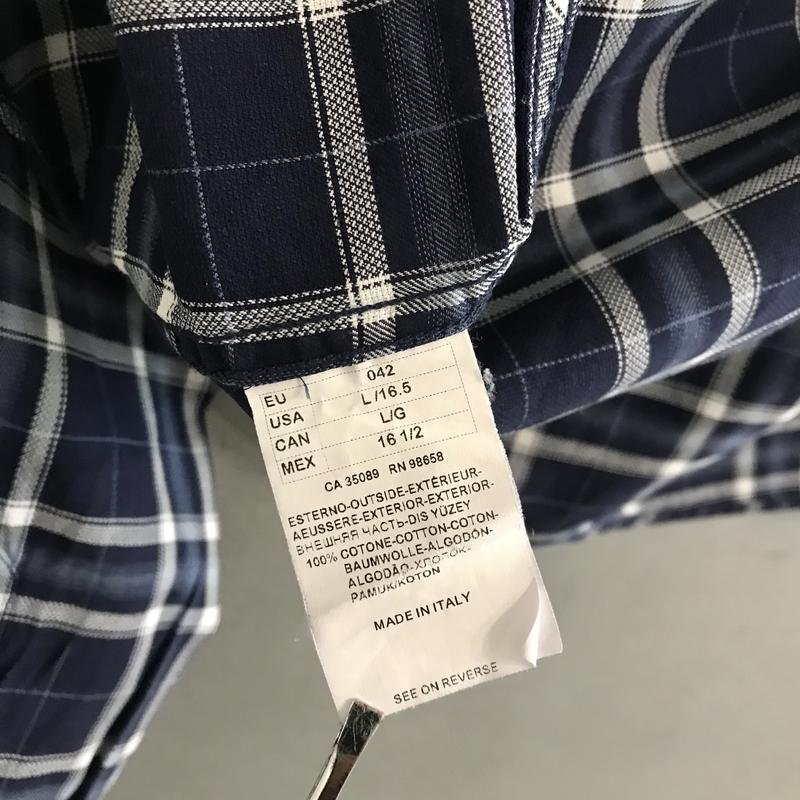 EU 042
USA L/16.5
CAN L/G
MEX 16 1/2
CA 35089 RN 98658
ESTERNO-OUTSIDE-EXTÉRIEUR-
AEUSSERE-EXTERIOR-EXTERIOR-
ВНЕШНЯЯ ЧАСТЬ-DIS YÜZEY
100% COTONE-COTTON-COTON-
BAUMWOLLE-ALGODÓN-
ALGODÃO-ХЛОПОК-
PAMUK/KOTON
MADE IN ITALY
SEE ON REVERSE